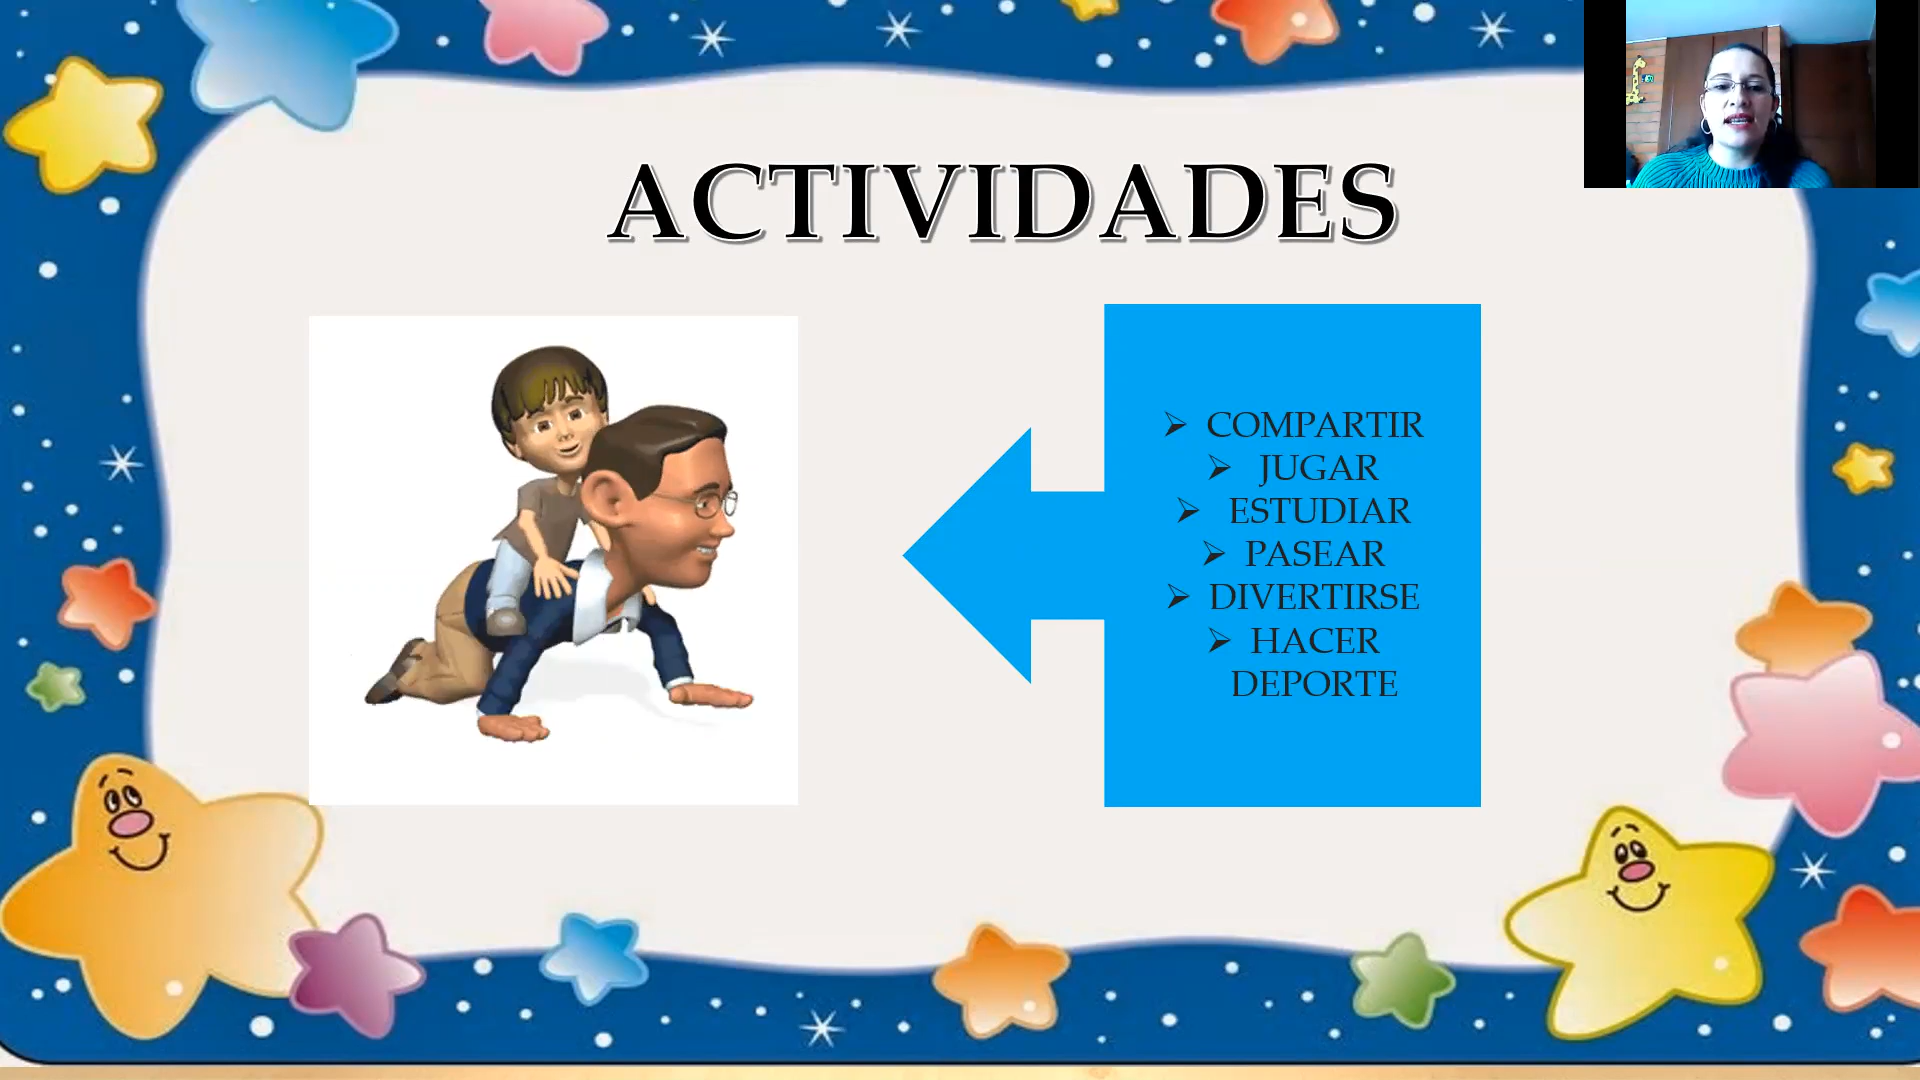 ACTIVIDADES
➢ COMPARTIR
➢ JUGAR
➢ ESTUDIAR
➢ PASEAR
➢ DIVERTIRSE
➢ HACER
DEPORTE